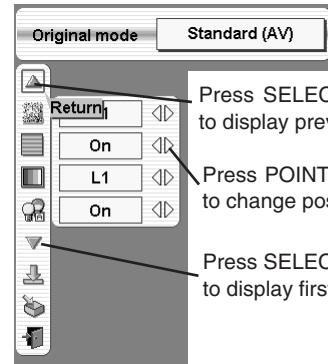 Original mode Standard (AV)
Press SELEC
to display prev
Return 1
On
Press POINT
to change pos
L1
On
Press SELEC
to display firs